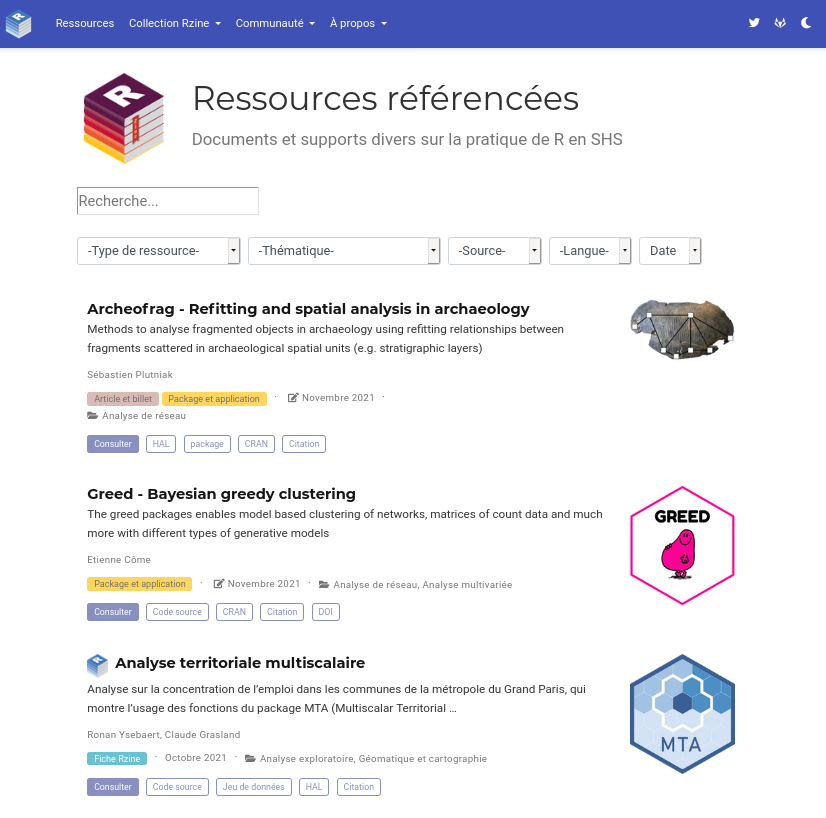 Ressources Collection Rzine Communauté À propos
R
Ressources référencées
Documents et supports divers sur la pratique de R en SHS
Recherche...
-Type de ressource- -Thématique- -Source- -Langue- Date
Archeofrag - Refitting and spatial analysis in archaeology
Methods to analyse fragmented objects in archaeology using refitting relationships between
fragments scattered in archaeological spatial units (e.g. stratigraphic layers)
Sébastien Plutniak
Article et billet Package et application · Novembre 2021 ·
Analyse de réseau
Consulter HAL package CRAN Citation
Greed - Bayesian greedy clustering
The greed packages enables model based clustering of networks, matrices of count data and much
more with different types of generative models
Etienne Côme
Package et application · Novembre 2021 · Analyse de réseau, Analyse multivariée
Consulter Code source CRAN Citation DOI
GREED
Analyse territoriale multiscalaire
Analyse sur la concentration de l’emploi dans les communes de la métropole du Grand Paris, qui
montre l’usage des fonctions du package MTA (Multiscalar Territorial …
Ronan Ysebaert, Claude Grasland
Fiche Rzine · Octobre 2021 · Analyse exploratoire, Géomatique et cartographie
Consulter Code source Jeu de données HAL Citation
MTA